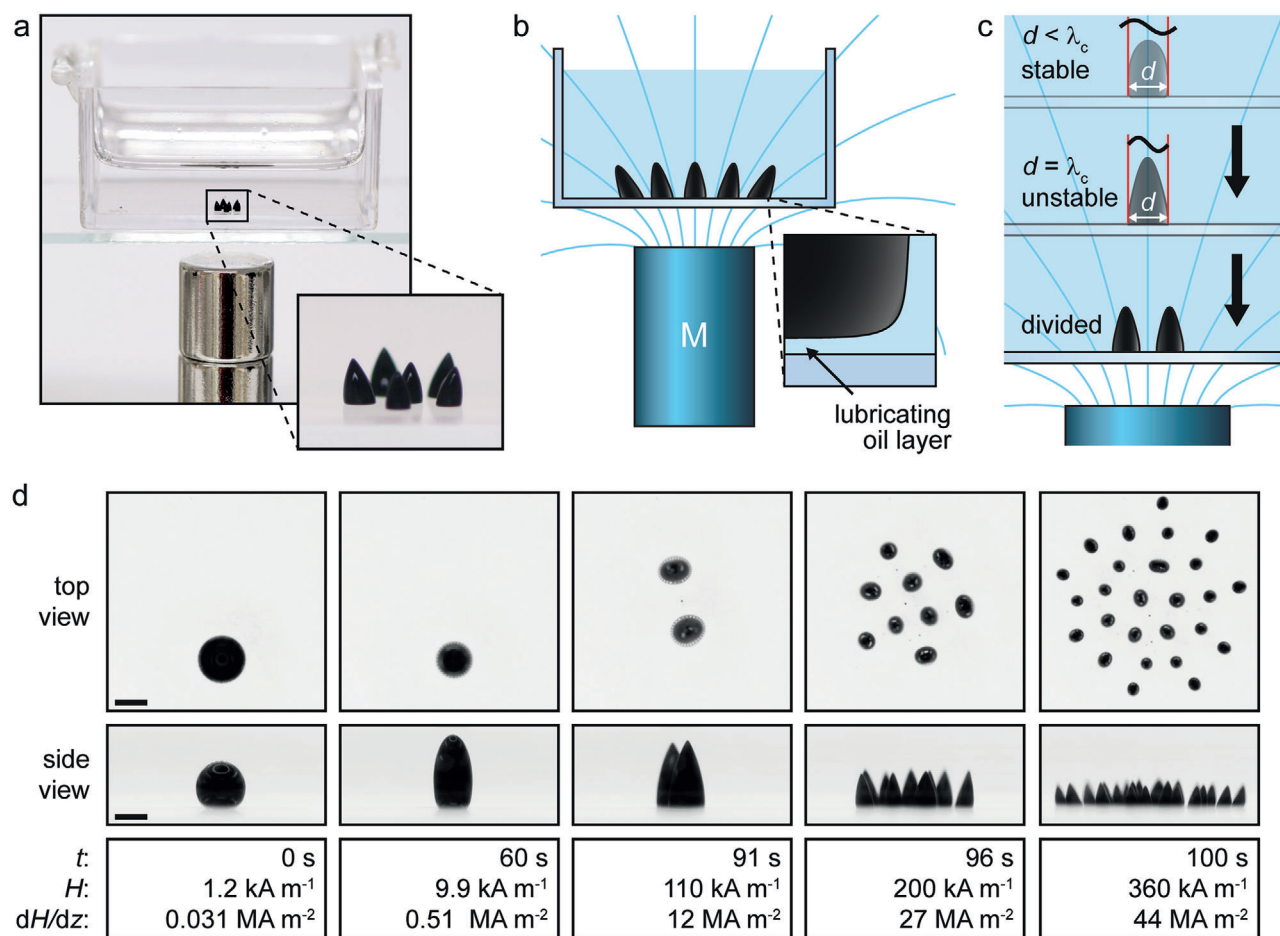 a
b
c
d < λc
stable
d
d = λc
unstable
d
divided
M
lubricating
oil layer
d
top
view
side
view
t: 0 s 60 s 91 s 96 s 100 s
H: 1.2 kA m⁻¹ 9.9 kA m⁻¹ 110 kA m⁻¹ 200 kA m⁻¹ 360 kA m⁻¹
dH/dz: 0.031 MA m⁻² 0.51 MA m⁻² 12 MA m⁻² 27 MA m⁻² 44 MA m⁻²